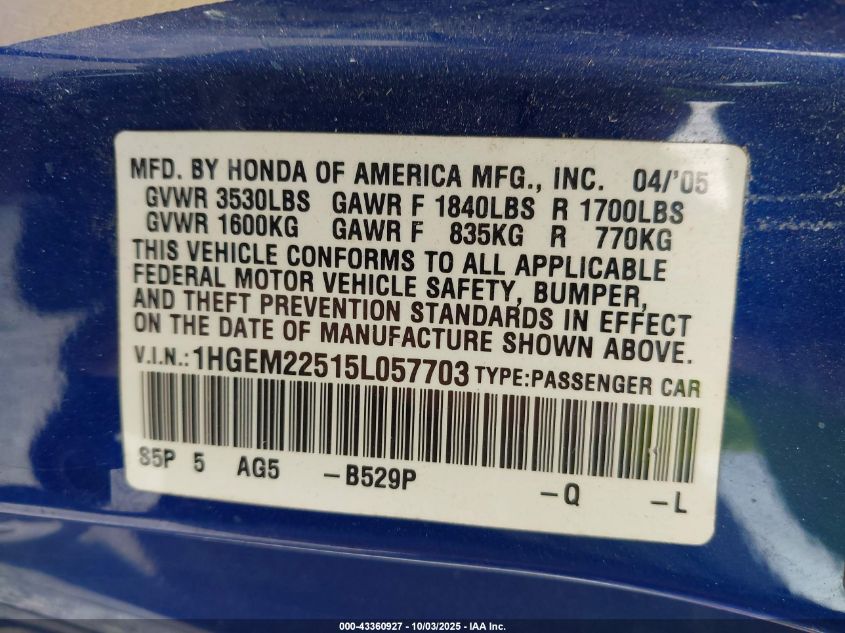 MFD. BY HONDA OF AMERICA MFG., INC. 04/'05
GVWR 3530LBS GAWR F 1840LBS R 1700LBS
GVWR 1600KG GAWR F 835KG R 770KG
THIS VEHICLE CONFORMS TO ALL APPLICABLE
FEDERAL MOTOR VEHICLE SAFETY, BUMPER,
AND THEFT PREVENTION STANDARDS IN EFFECT
ON THE DATE OF MANUFACTURE SHOWN ABOVE.
V.I.N.: 1HGEM22515L057703 TYPE:PASSENGER CAR
S5P 5 AG5 -B529P -Q -L
000-43360927 - 10/03/2025 - IAA Inc.